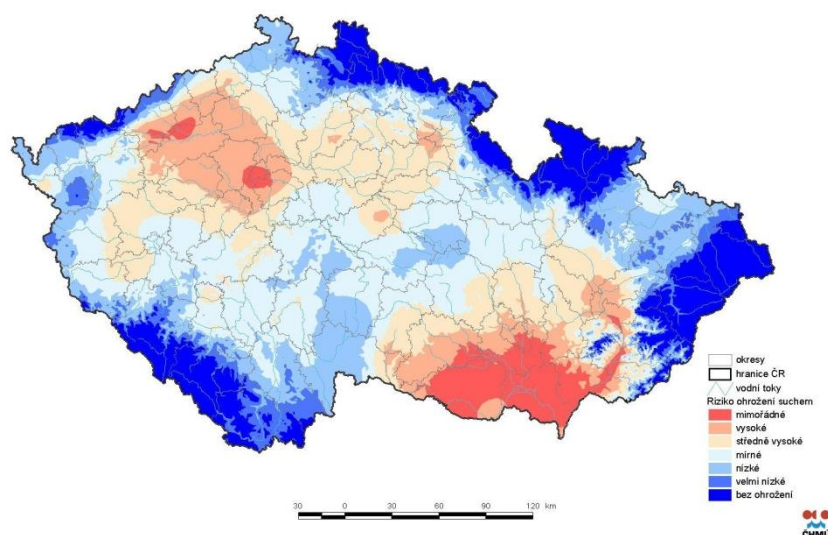 okresy
hranice ČR
vodní toky
Riziko ohrožení suchem
mimořádné
vysoké
středně vysoké
mírné
nízké
velmi nízké
bez ohrožení
30 0 30 60 90 120 km
ČHMÚ